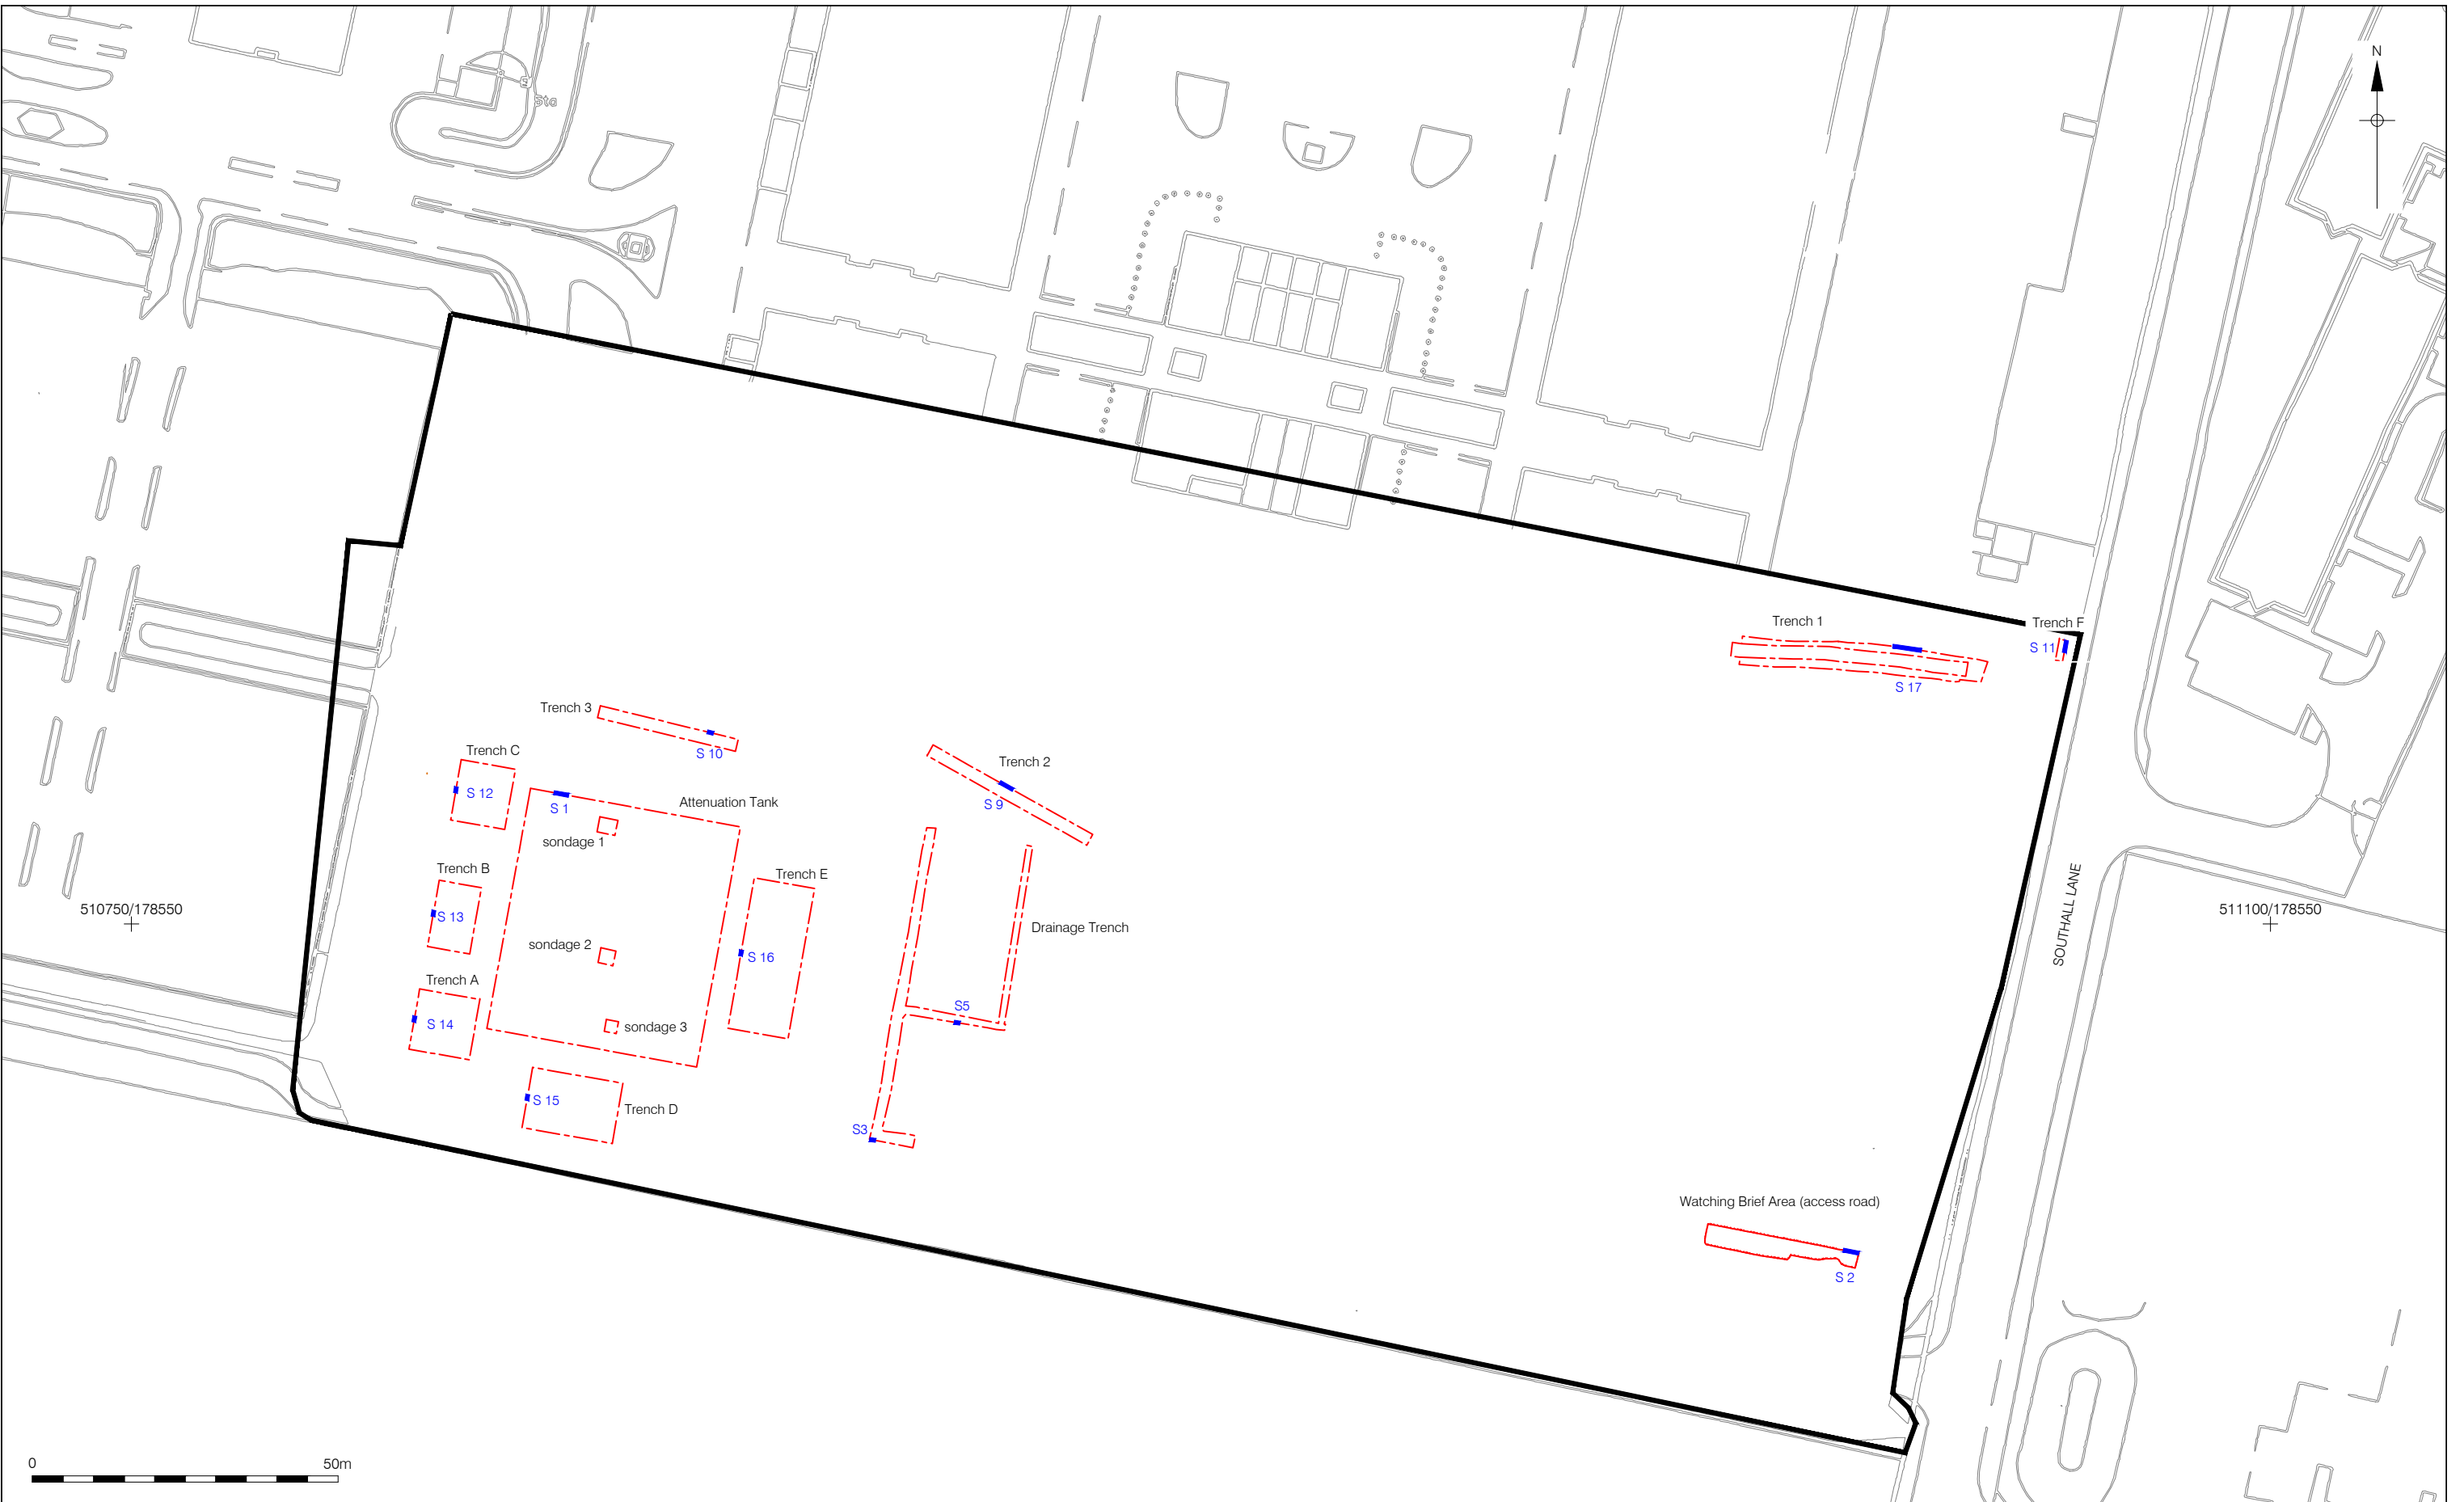 N
Sta
Trench 1
Trench F
S 11
S 17
Trench 3
S 10
Trench C
S 12
Trench 2
S 9
S 1
Attenuation Tank
sondage 1
Trench B
S 13
Trench E
510750/178550
511100/178550
SOUTHALL LANE
Drainage Trench
sondage 2
S 16
Trench A
S 14
S5
sondage 3
S 15
Trench D
S3
Watching Brief Area (access road)
S 2
0 50m